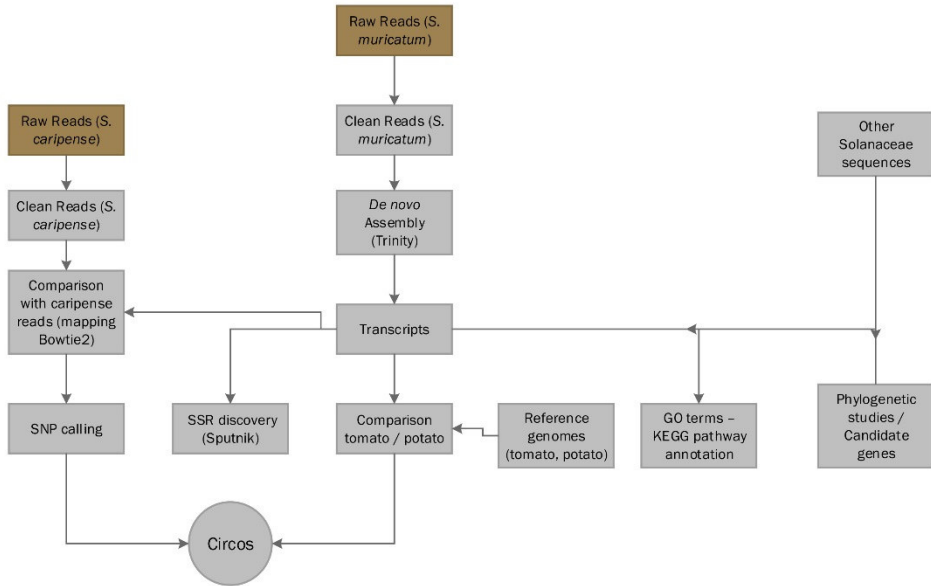 Raw Reads (S.
muricatum)
Raw Reads (S.
caripense)
Clean Reads (S.
muricatum)
Other
Solanaceae
sequences
Clean Reads (S.
caripense)
De novo
Assembly
(Trinity)
Comparison
with caripense
reads (mapping
Bowtie2)
Transcripts
SNP calling
SSR discovery
(Sputnik)
Comparison
tomato / potato
Reference
genomes
(tomato, potato)
GO terms –
KEGG pathway
annotation
Phylogenetic
studies /
Candidate
genes
Circos